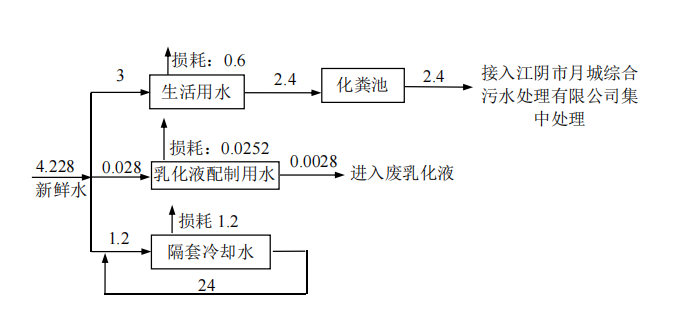 损耗：0.6
3
生活用水
2.4
化粪池
2.4
接入江阴市月城综合
污水处理有限公司集
中处理
损耗：0.0252
4.228
新鲜水
0.028
乳化液配制用水
0.0028
进入废乳化液
损耗 1.2
1.2
隔套冷却水
24